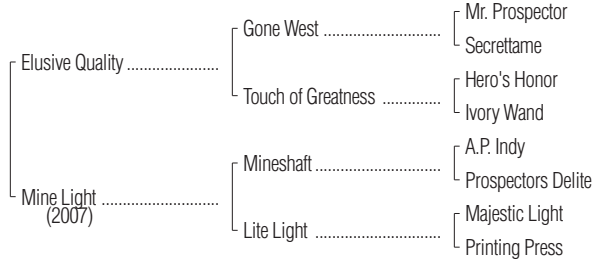 Mr. Prospector
Gone West ........................
Secrettame
Elusive Quality ....................
Hero's Honor
Touch of Greatness ............
Ivory Wand
A.P. Indy
Mineshaft ..........................
Prospectors Delite
Mine Light .........................
(2007)
Majestic Light
Lite Light ..........................
Printing Press